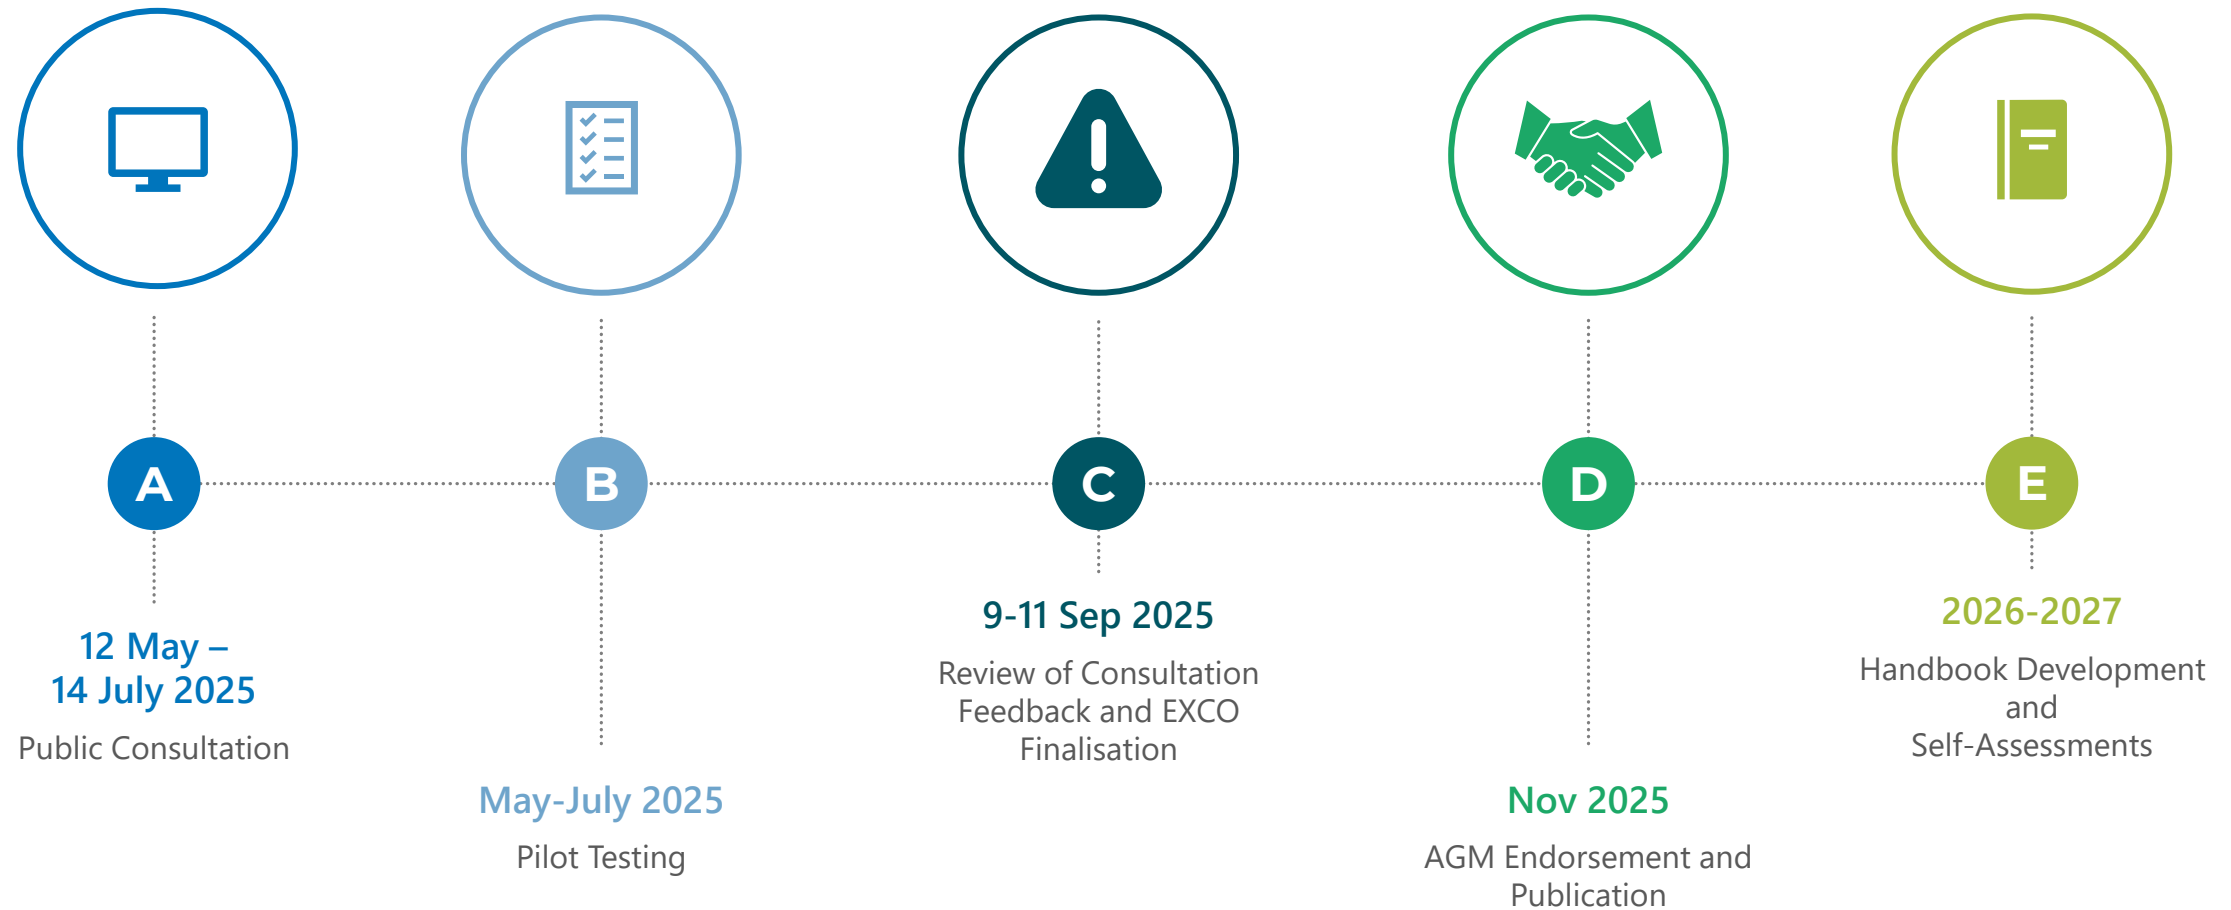 A
12 May –
14 July 2025
Public Consultation
B
May-July 2025
Pilot Testing
C
9-11 Sep 2025
Review of Consultation
Feedback and EXCO
Finalisation
D
Nov 2025
AGM Endorsement and
Publication
E
2026-2027
Handbook Development
and
Self-Assessments